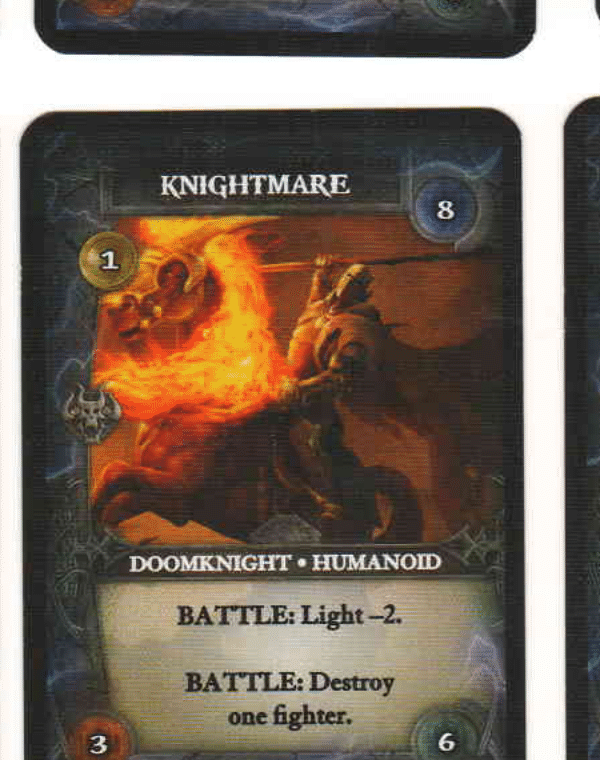 KNIGHTMARE
8
1
DOOMKNIGHT • HUMANOID
BATTLE: Light –2.
BATTLE: Destroy
one fighter.
3
6